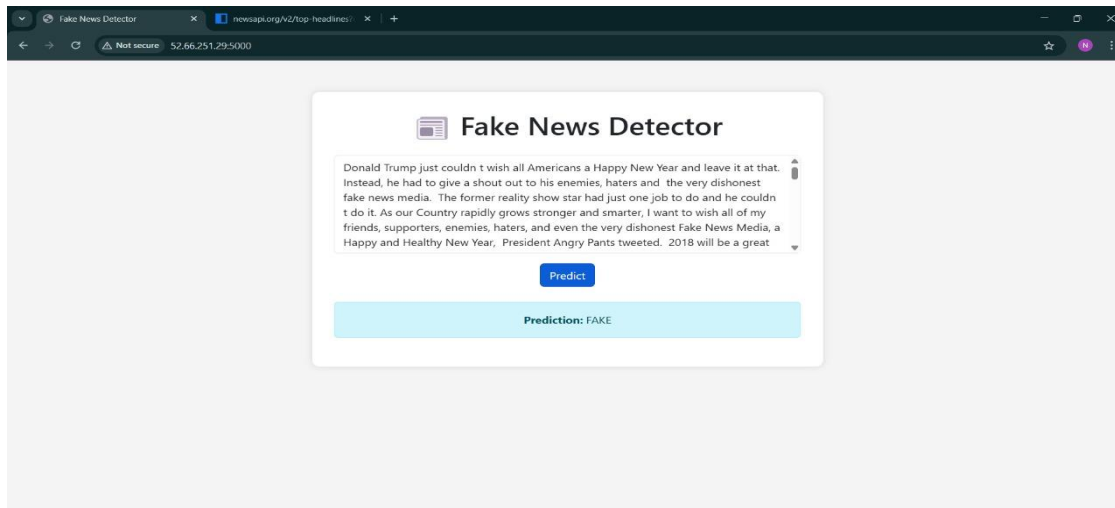 Fake News Detector
newsapi.org/v2/top-headlines?
Not secure
52.66.251.29:5000
N
Fake News Detector
Donald Trump just couldn t wish all Americans a Happy New Year and leave it at that.
Instead, he had to give a shout out to his enemies, haters and the very dishonest
fake news media. The former reality show star had just one job to do and he couldn
t do it. As our Country rapidly grows stronger and smarter, I want to wish all of my
friends, supporters, enemies, haters, and even the very dishonest Fake News Media, a
Happy and Healthy New Year, President Angry Pants tweeted. 2018 will be a great
Predict
Prediction: FAKE